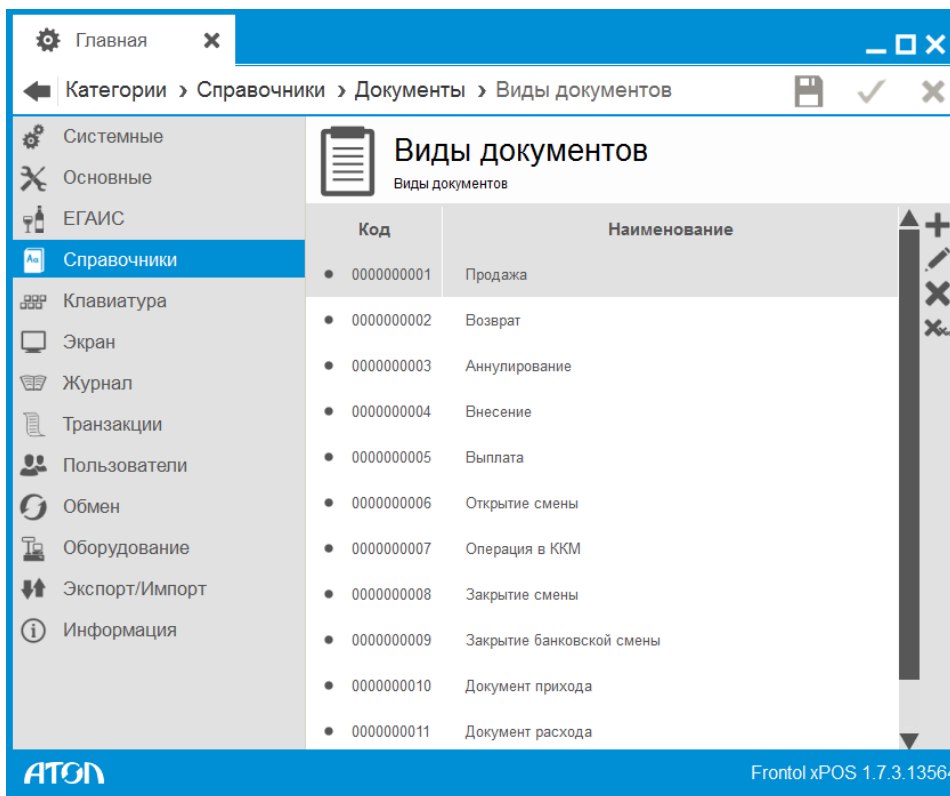 Главная
Категории › Справочники › Документы › Виды документов
Системные
Основные
ЕГАИС
Справочники
Клавиатура
Экран
Журнал
Транзакции
Пользователи
Обмен
Оборудование
Экспорт/Импорт
Информация
Виды документов
Виды документов
Код Наименование
0000000001 Продажа
0000000002 Возврат
0000000003 Аннулирование
0000000004 Внесение
0000000005 Выплата
0000000006 Открытие смены
0000000007 Операция в ККМ
0000000008 Закрытие смены
0000000009 Закрытие банковской смены
0000000010 Документ прихода
0000000011 Документ расхода
ATOL
Frontol xPOS 1.7.3.13564